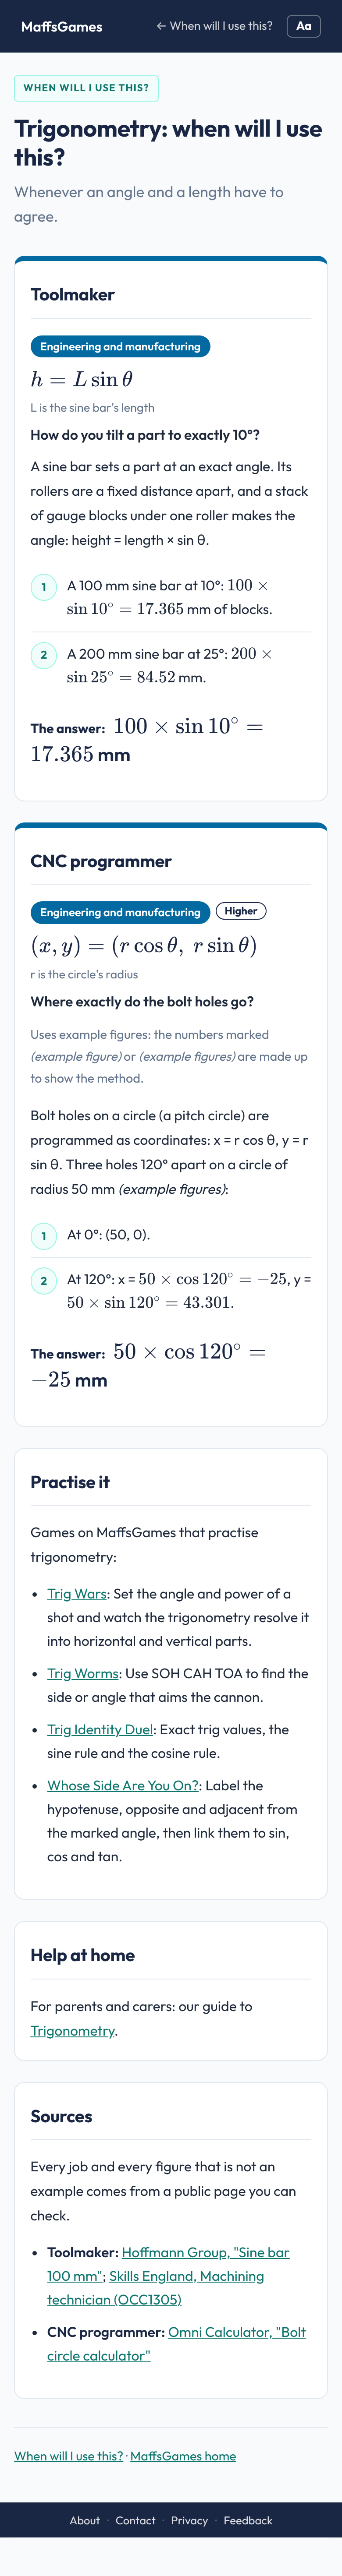 MaffsGames
← When will I use this?
Aa
WHEN WILL I USE THIS?
Trigonometry: when will I use
this?
Whenever an angle and a length have to
agree.
Toolmaker
Engineering and manufacturing
h = L sin θ
L is the sine bar's length
How do you tilt a part to exactly 10°?
A sine bar sets a part at an exact angle. Its
rollers are a fixed distance apart, and a stack
of gauge blocks under one roller makes the
angle: height = length × sin θ.
1
A 100 mm sine bar at 10°: 100 ×
sin 10° = 17.365 mm of blocks.
2
A 200 mm sine bar at 25°: 200 ×
sin 25° = 84.52 mm.
The answer: 100 × sin 10° =
17.365 mm
CNC programmer
Engineering and manufacturing
Higher
(x, y) = (r cos θ, r sin θ)
r is the circle's radius
Where exactly do the bolt holes go?
Uses example figures: the numbers marked
(example figure) or (example figures) are made up
to show the method.
Bolt holes on a circle (a pitch circle) are
programmed as coordinates: x = r cos θ, y = r
sin θ. Three holes 120° apart on a circle of
radius 50 mm (example figures):
1
At 0°: (50, 0).
2
At 120°: x = 50 × cos 120° = −25, y =
50 × sin 120° = 43.301.
The answer: 50 × cos 120° =
−25 mm
Practise it
Games on MaffsGames that practise
trigonometry:
• Trig Wars: Set the angle and power of a
shot and watch the trigonometry resolve it
into horizontal and vertical parts.
• Trig Worms: Use SOH CAH TOA to find the
side or angle that aims the cannon.
• Trig Identity Duel: Exact trig values, the
sine rule and the cosine rule.
• Whose Side Are You On?: Label the
hypotenuse, opposite and adjacent from
the marked angle, then link them to sin,
cos and tan.
Help at home
For parents and carers: our guide to
Trigonometry.
Sources
Every job and every figure that is not an
example comes from a public page you can
check.
• Toolmaker: Hoffmann Group, "Sine bar
100 mm"; Skills England, Machining
technician (OCC1305)
• CNC programmer: Omni Calculator, "Bolt
circle calculator"
When will I use this? · MaffsGames home
About · Contact · Privacy · Feedback